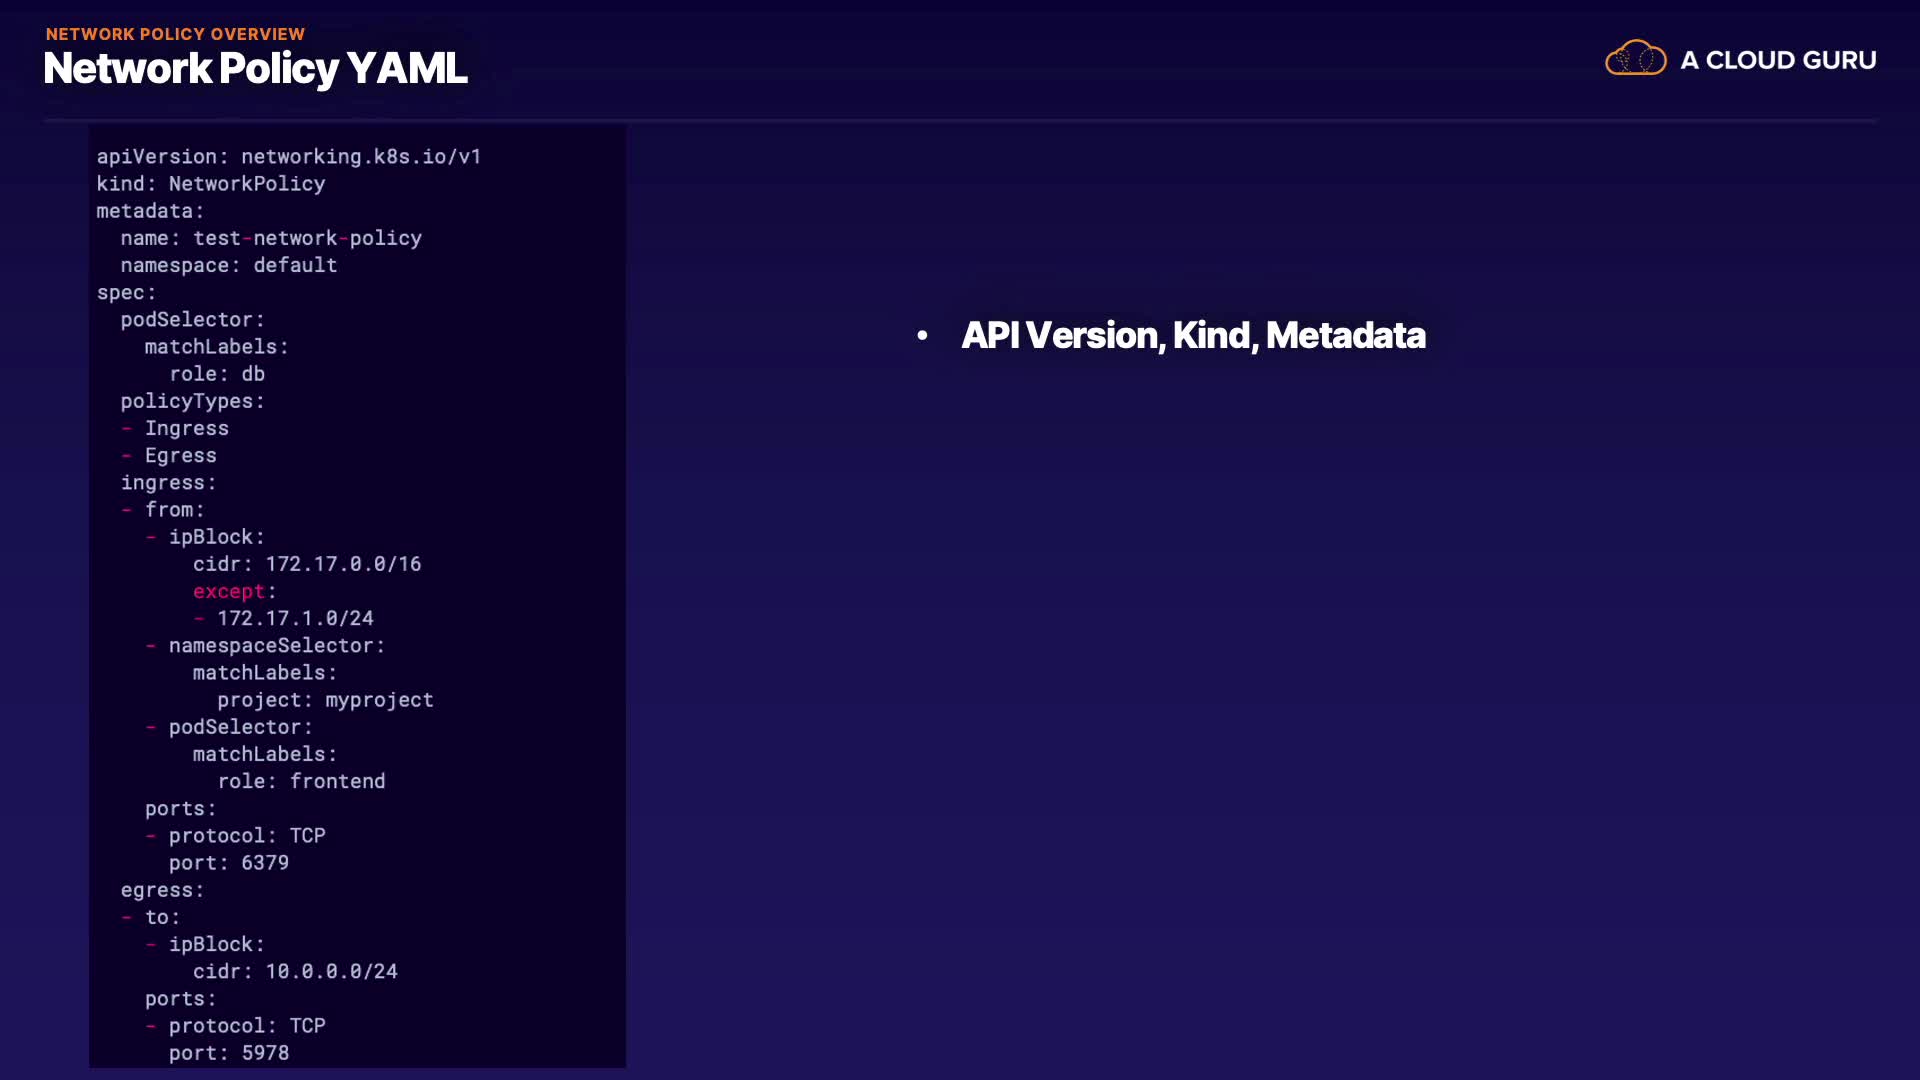 NETWORK POLICY OVERVIEW
Network Policy YAML
A CLOUD GURU
apiVersion: networking.k8s.io/v1
kind: NetworkPolicy
metadata:
  name: test-network-policy
  namespace: default
spec:
  podSelector:
    matchLabels:
      role: db
  policyTypes:
  - Ingress
  - Egress
  ingress:
  - from:
    - ipBlock:
        cidr: 172.17.0.0/16
        except:
        - 172.17.1.0/24
    - namespaceSelector:
        matchLabels:
          project: myproject
    - podSelector:
        matchLabels:
          role: frontend
    ports:
    - protocol: TCP
      port: 6379
  egress:
  - to:
    - ipBlock:
        cidr: 10.0.0.0/24
    ports:
    - protocol: TCP
      port: 5978
• API Version, Kind, Metadata